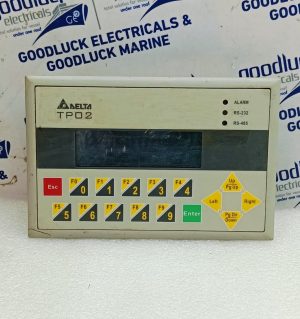 GOODLUCK ELECTRICALS &
GOODLUCK MARINE
goodluck
electricals
DELTA
TP02
ALARM
RS-232
RS-485
Esc
F0 0
F1 1
F2 2
F3 3
F4 4
Up
Pg Up
Left
Right
F5 5
F6 6
F7 7
F8 8
F9 9
Enter
Pg Dn
Down